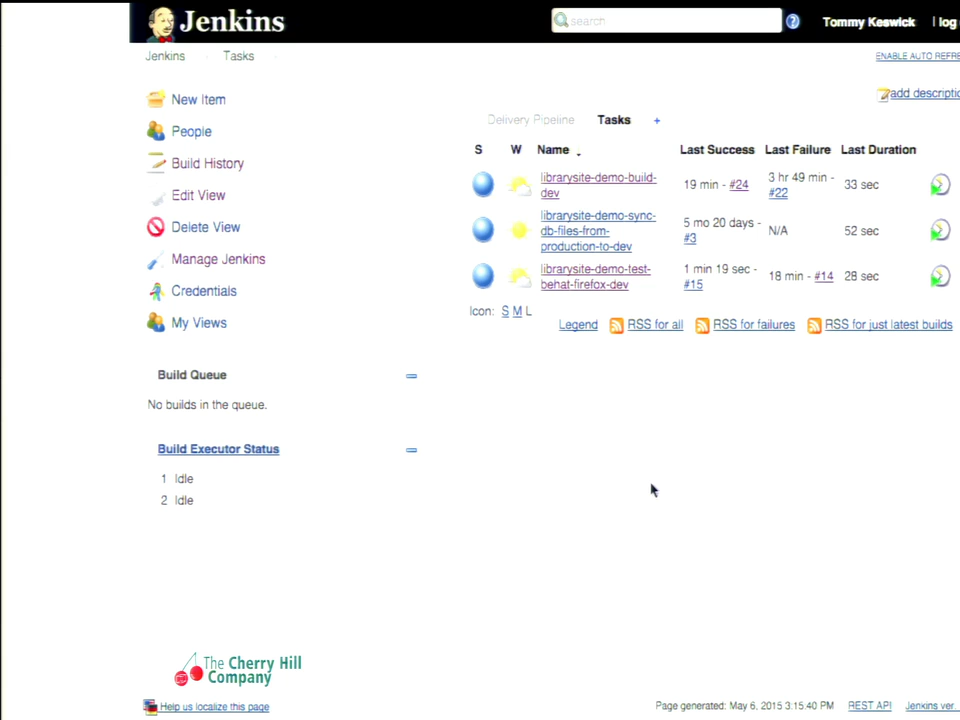 Jenkins
search
Tommy Keswick
| log
Jenkins
Tasks
ENABLE AUTO REFRE
add descriptio
New Item
People
Build History
Edit View
Delete View
Manage Jenkins
Credentials
My Views
Delivery Pipeline
Tasks
+
S W Name Last Success Last Failure Last Duration
librarysite-demo-build-
dev
19 min - #24
3 hr 49 min -
#22
33 sec
librarysite-demo-sync-
db-files-from-
production-to-dev
5 mo 20 days -
#3
N/A
52 sec
librarysite-demo-test-
behat-firefox-dev
1 min 19 sec -
#15
18 min - #14
28 sec
Icon: S M L
Legend
RSS for all
RSS for failures
RSS for just latest builds
Build Queue
No builds in the queue.
Build Executor Status
1 Idle
2 Idle
The Cherry Hill
Company
Help us localize this page
Page generated: May 6, 2015 3:15:40 PM
REST API
Jenkins ver.